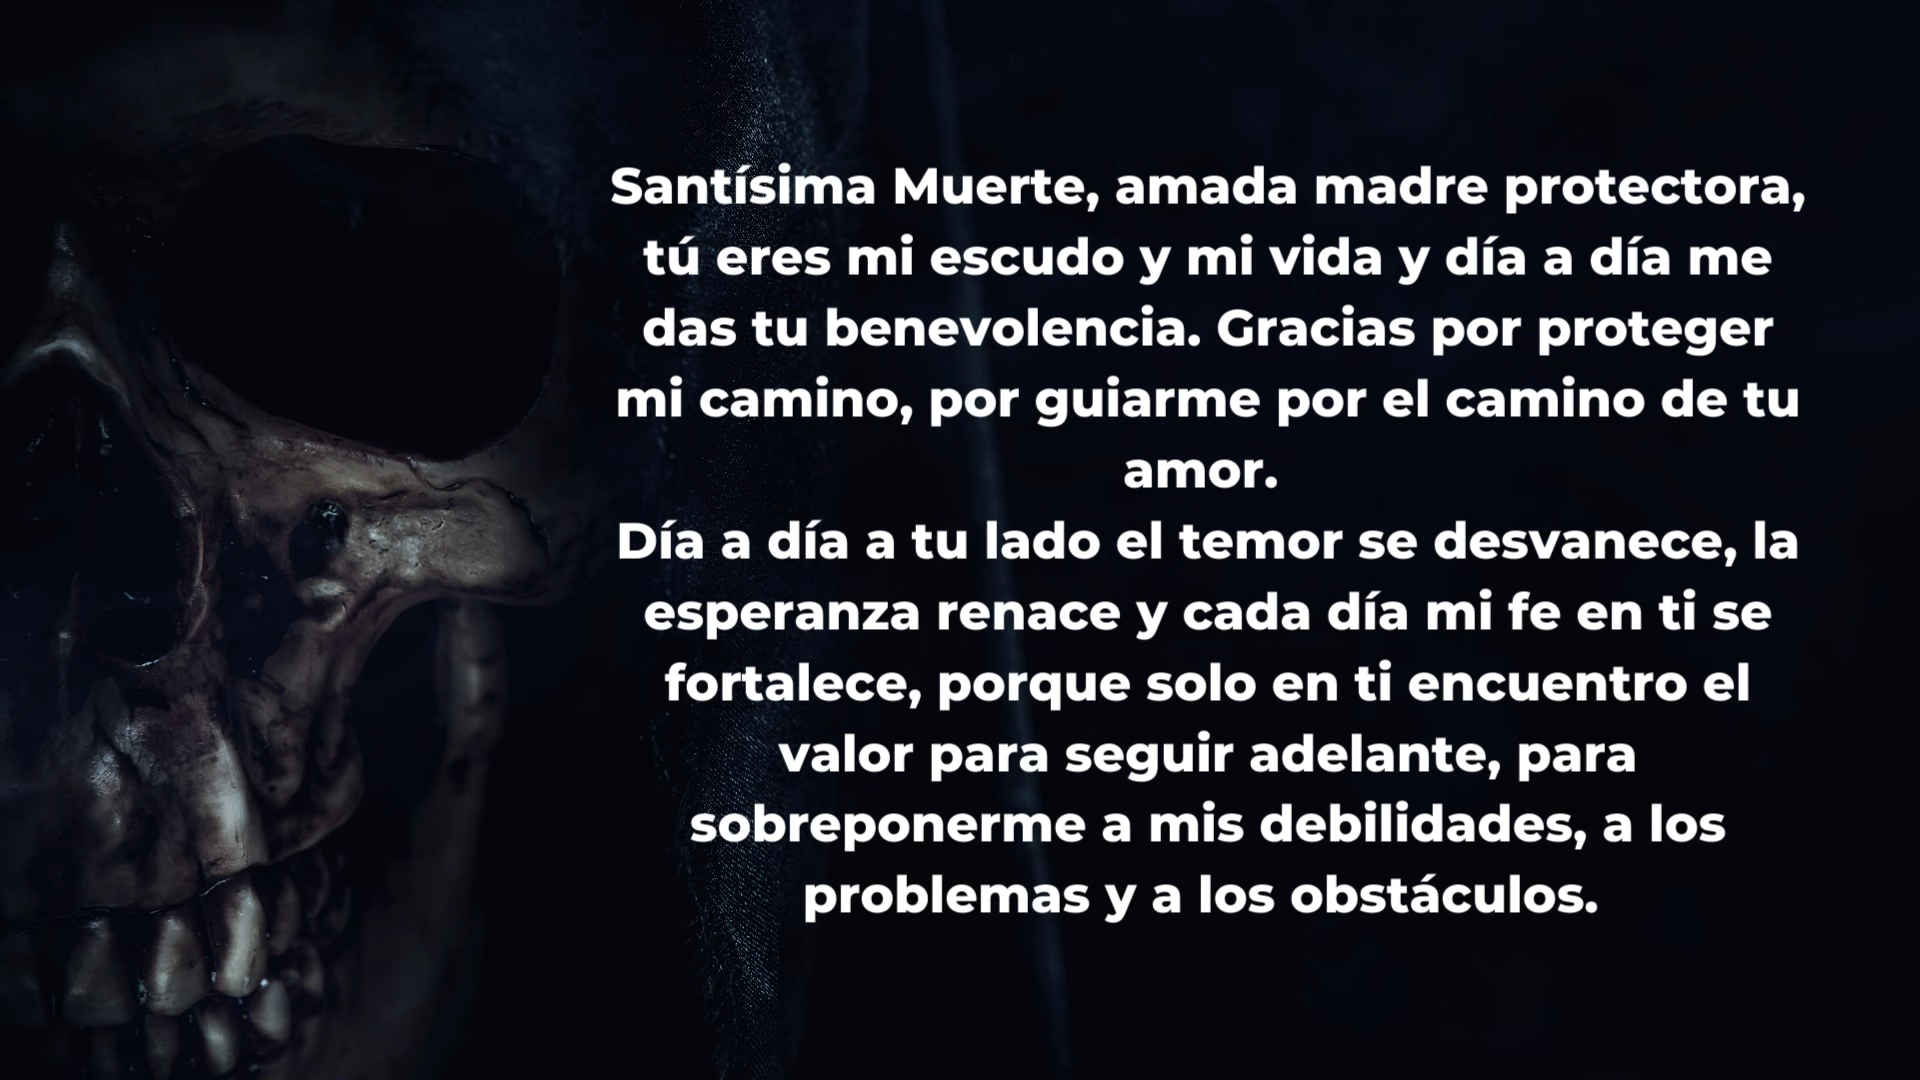 Santísima Muerte, amada madre protectora,
tú eres mi escudo y mi vida y día a día me
das tu benevolencia. Gracias por proteger
mi camino, por guiarme por el camino de tu
amor.
Día a día a tu lado el temor se desvanece, la
esperanza renace y cada día mi fe en ti se
fortalece, porque solo en ti encuentro el
valor para seguir adelante, para
sobreponerme a mis debilidades, a los
problemas y a los obstáculos.